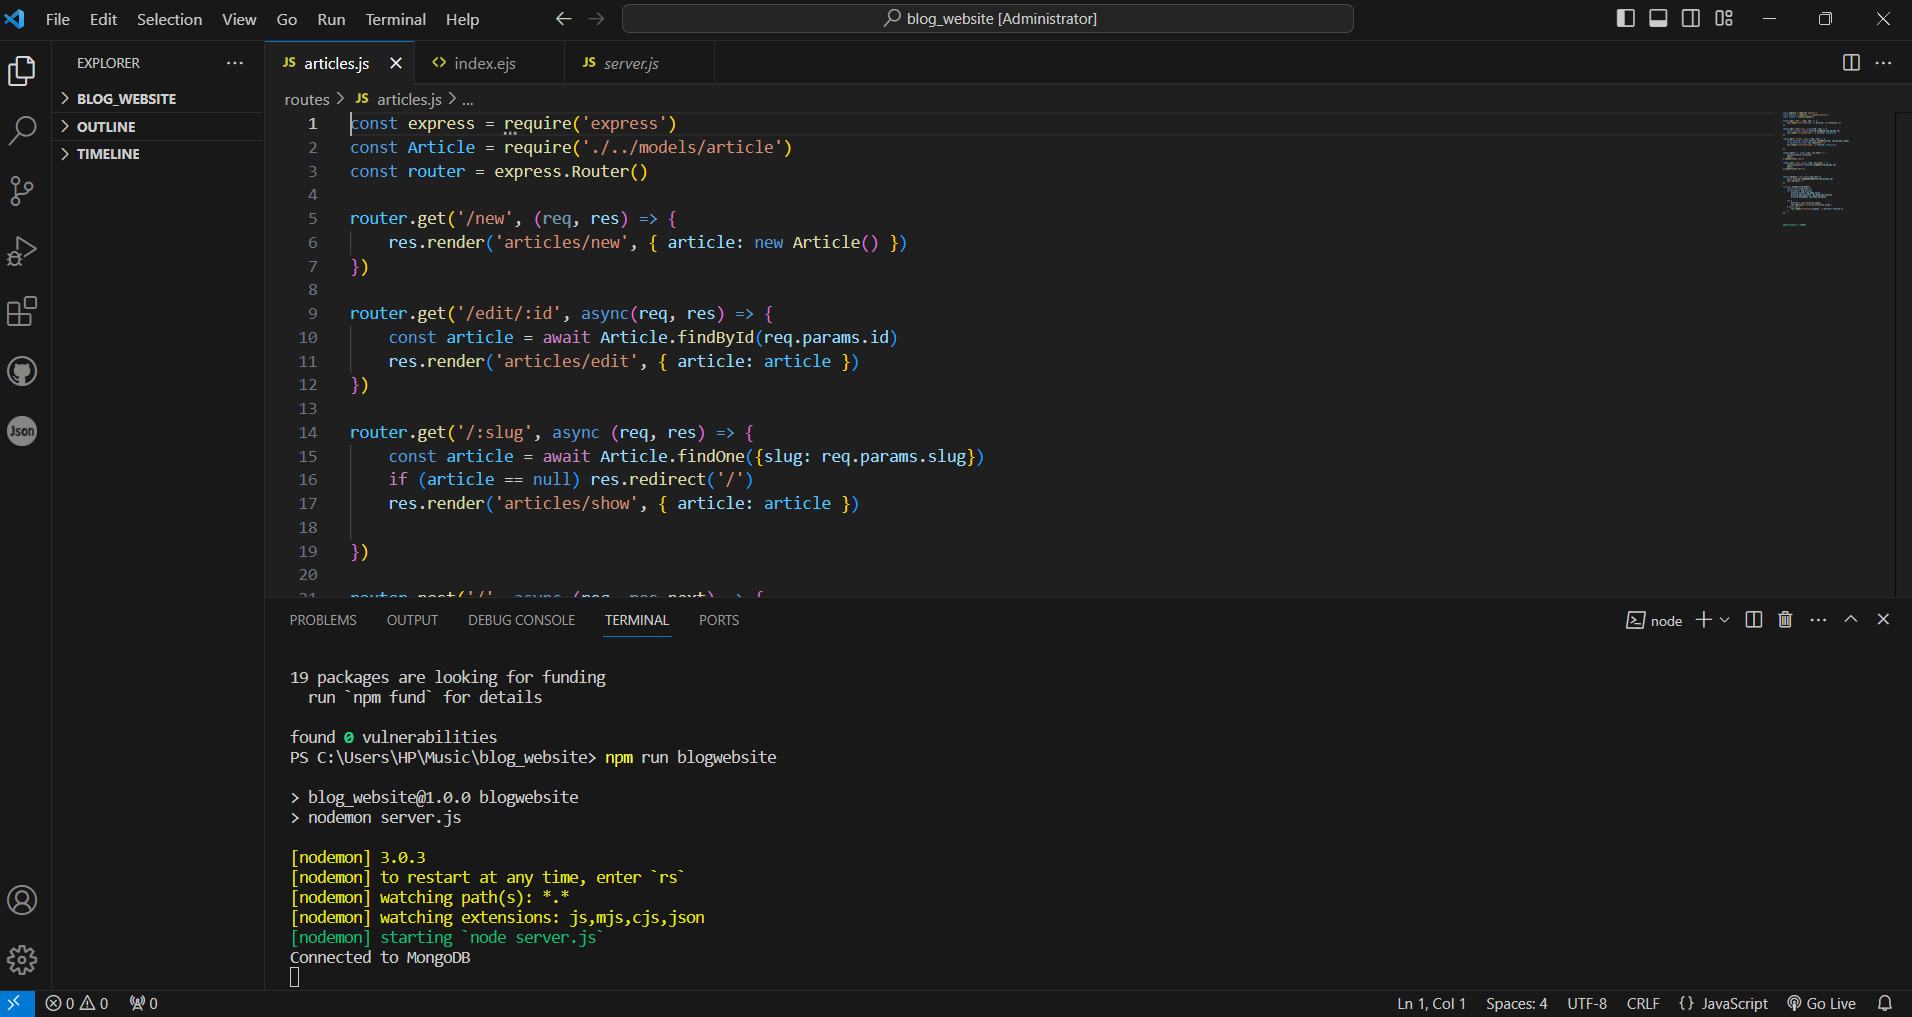 File Edit Selection View Go Run Terminal Help
blog_website [Administrator]
EXPLORER
BLOG_WEBSITE
OUTLINE
TIMELINE
Json
JS articles.js
<> index.ejs
JS server.js
routes > JS articles.js > ...
1 const express = require('express')
2 const Article = require('./../models/article')
3 const router = express.Router()
4
5 router.get('/new', (req, res) => {
6 res.render('articles/new', { article: new Article() })
7 })
8
9 router.get('/edit/:id', async(req, res) => {
10 const article = await Article.findById(req.params.id)
11 res.render('articles/edit', { article: article })
12 })
13
14 router.get('/:slug', async (req, res) => {
15 const article = await Article.findOne({slug: req.params.slug})
16 if (article == null) res.redirect('/')
17 res.render('articles/show', { article: article })
18
19 })
20
21 router.post('/', async (req, res,next) => {
PROBLEMS OUTPUT DEBUG CONSOLE TERMINAL PORTS
node
19 packages are looking for funding
run `npm fund` for details
found 0 vulnerabilities
PS C:\Users\HP\Music\blog_website> npm run blogwebsite
> blog_website@1.0.0 blogwebsite
> nodemon server.js
[nodemon] 3.0.3
[nodemon] to restart at any time, enter `rs`
[nodemon] watching path(s): *.*
[nodemon] watching extensions: js,mjs,cjs,json
[nodemon] starting `node server.js`
Connected to MongoDB
0 0 0
Ln 1, Col 1 Spaces: 4 UTF-8 CRLF {} JavaScript Go Live